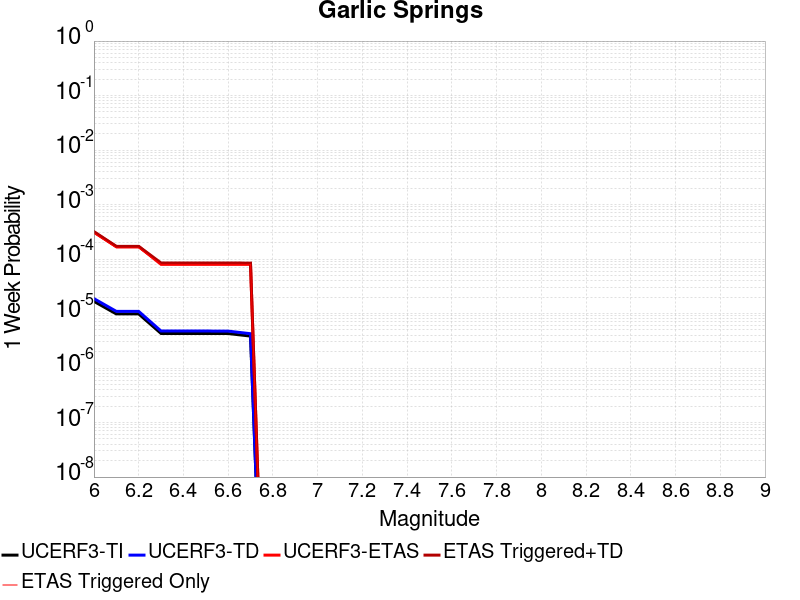 Garlic Springs
10^0
10^-1
10^-2
10^-3
10^-4
10^-5
10^-6
10^-7
10^-8
1 Week Probability
6 6.2 6.4 6.6 6.8 7 7.2 7.4 7.6 7.8 8 8.2 8.4 8.6 8.8 9
Magnitude
UCERF3-TI UCERF3-TD UCERF3-ETAS ETAS Triggered+TD
ETAS Triggered Only